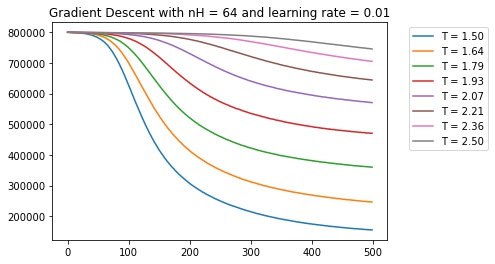 Gradient Descent with nH = 64 and learning rate = 0.01
800000
700000
600000
500000
400000
300000
200000
0 100 200 300 400 500
T = 1.50
T = 1.64
T = 1.79
T = 1.93
T = 2.07
T = 2.21
T = 2.36
T = 2.50